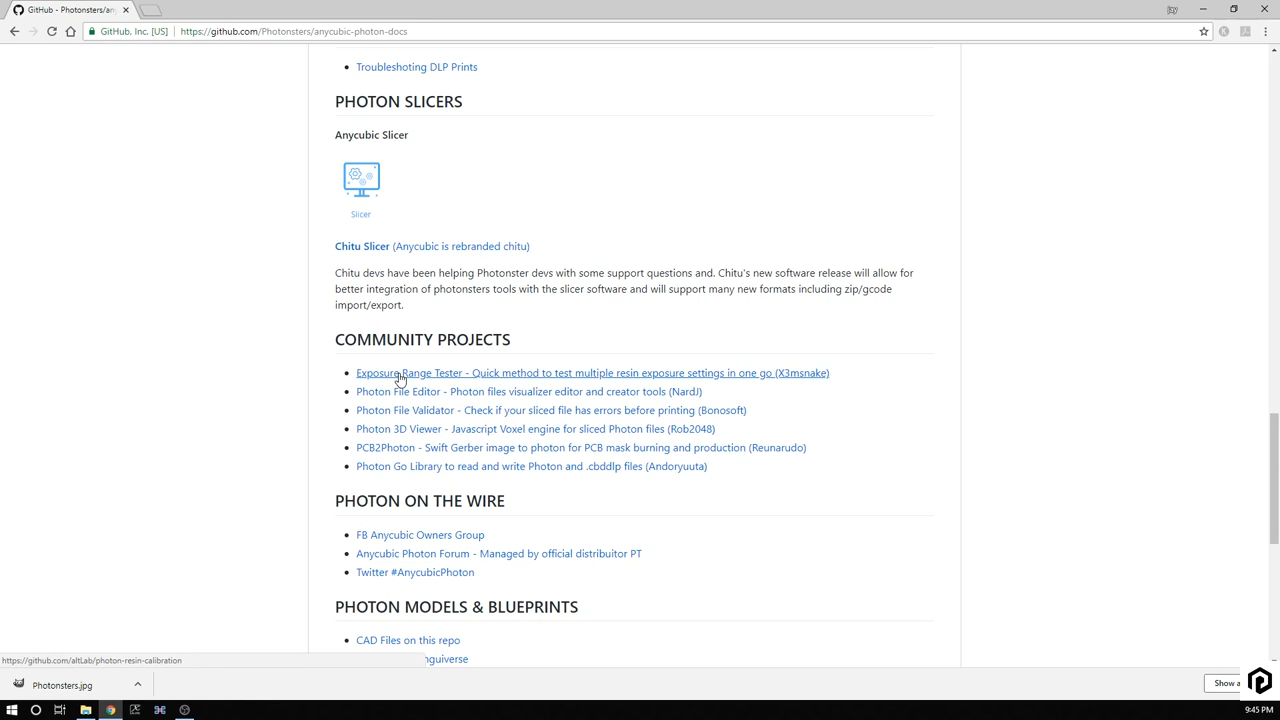 GitHub - Photonsters/any
GitHub, Inc. [US]
https://github.com/Photonsters/anycubic-photon-docs
Troubleshoting DLP Prints
PHOTON SLICERS
Anycubic Slicer
Slicer
Chitu Slicer (Anycubic is rebranded chitu)
Chitu devs have been helping Photonster devs with some support questions and. Chitu's new software release will allow for
better integration of photonsters tools with the slicer software and will support many new formats including zip/gcode
import/export.
COMMUNITY PROJECTS
Exposure Range Tester - Quick method to test multiple resin exposure settings in one go (X3msnake)
Photon File Editor - Photon files visualizer editor and creator tools (NardJ)
Photon File Validator - Check if your sliced file has errors before printing (Bonosoft)
Photon 3D Viewer - Javascript Voxel engine for sliced Photon files (Rob2048)
PCB2Photon - Swift Gerber image to photon for PCB mask burning and production (Reunarudo)
Photon Go Library to read and write Photon and .cbddlp files (Andoryuuta)
PHOTON ON THE WIRE
FB Anycubic Owners Group
Anycubic Photon Forum - Managed by official distribuitor PT
Twitter #AnycubicPhoton
PHOTON MODELS & BLUEPRINTS
CAD Files on this repo
nguiverse
https://github.com/altLab/photon-resin-calibration
Photonsters.jpg
Show a
9:45 PM